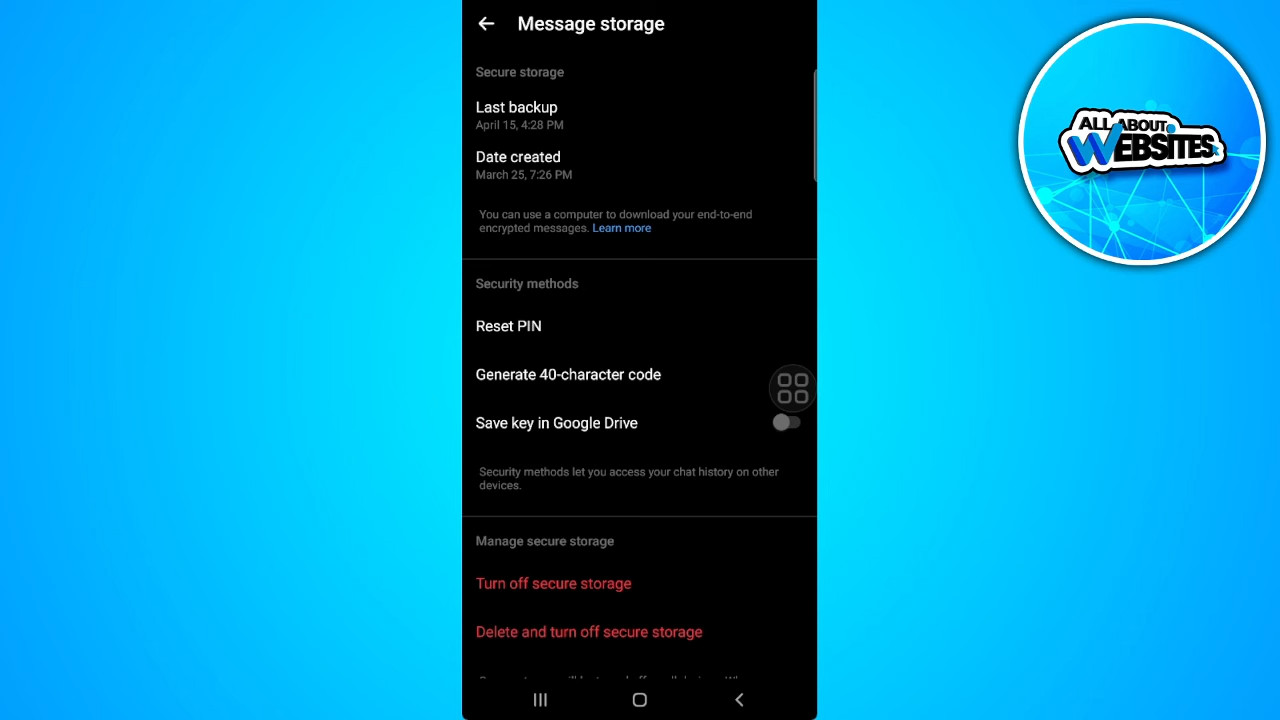 Message storage
Secure storage
Last backup
April 15, 4:28 PM
Date created
March 25, 7:26 PM
You can use a computer to download your end-to-end
encrypted messages. Learn more
Security methods
Reset PIN
Generate 40-character code
Save key in Google Drive
Security methods let you access your chat history on other
devices.
Manage secure storage
Turn off secure storage
Delete and turn off secure storage
ALL ABOUT
WEBSITES